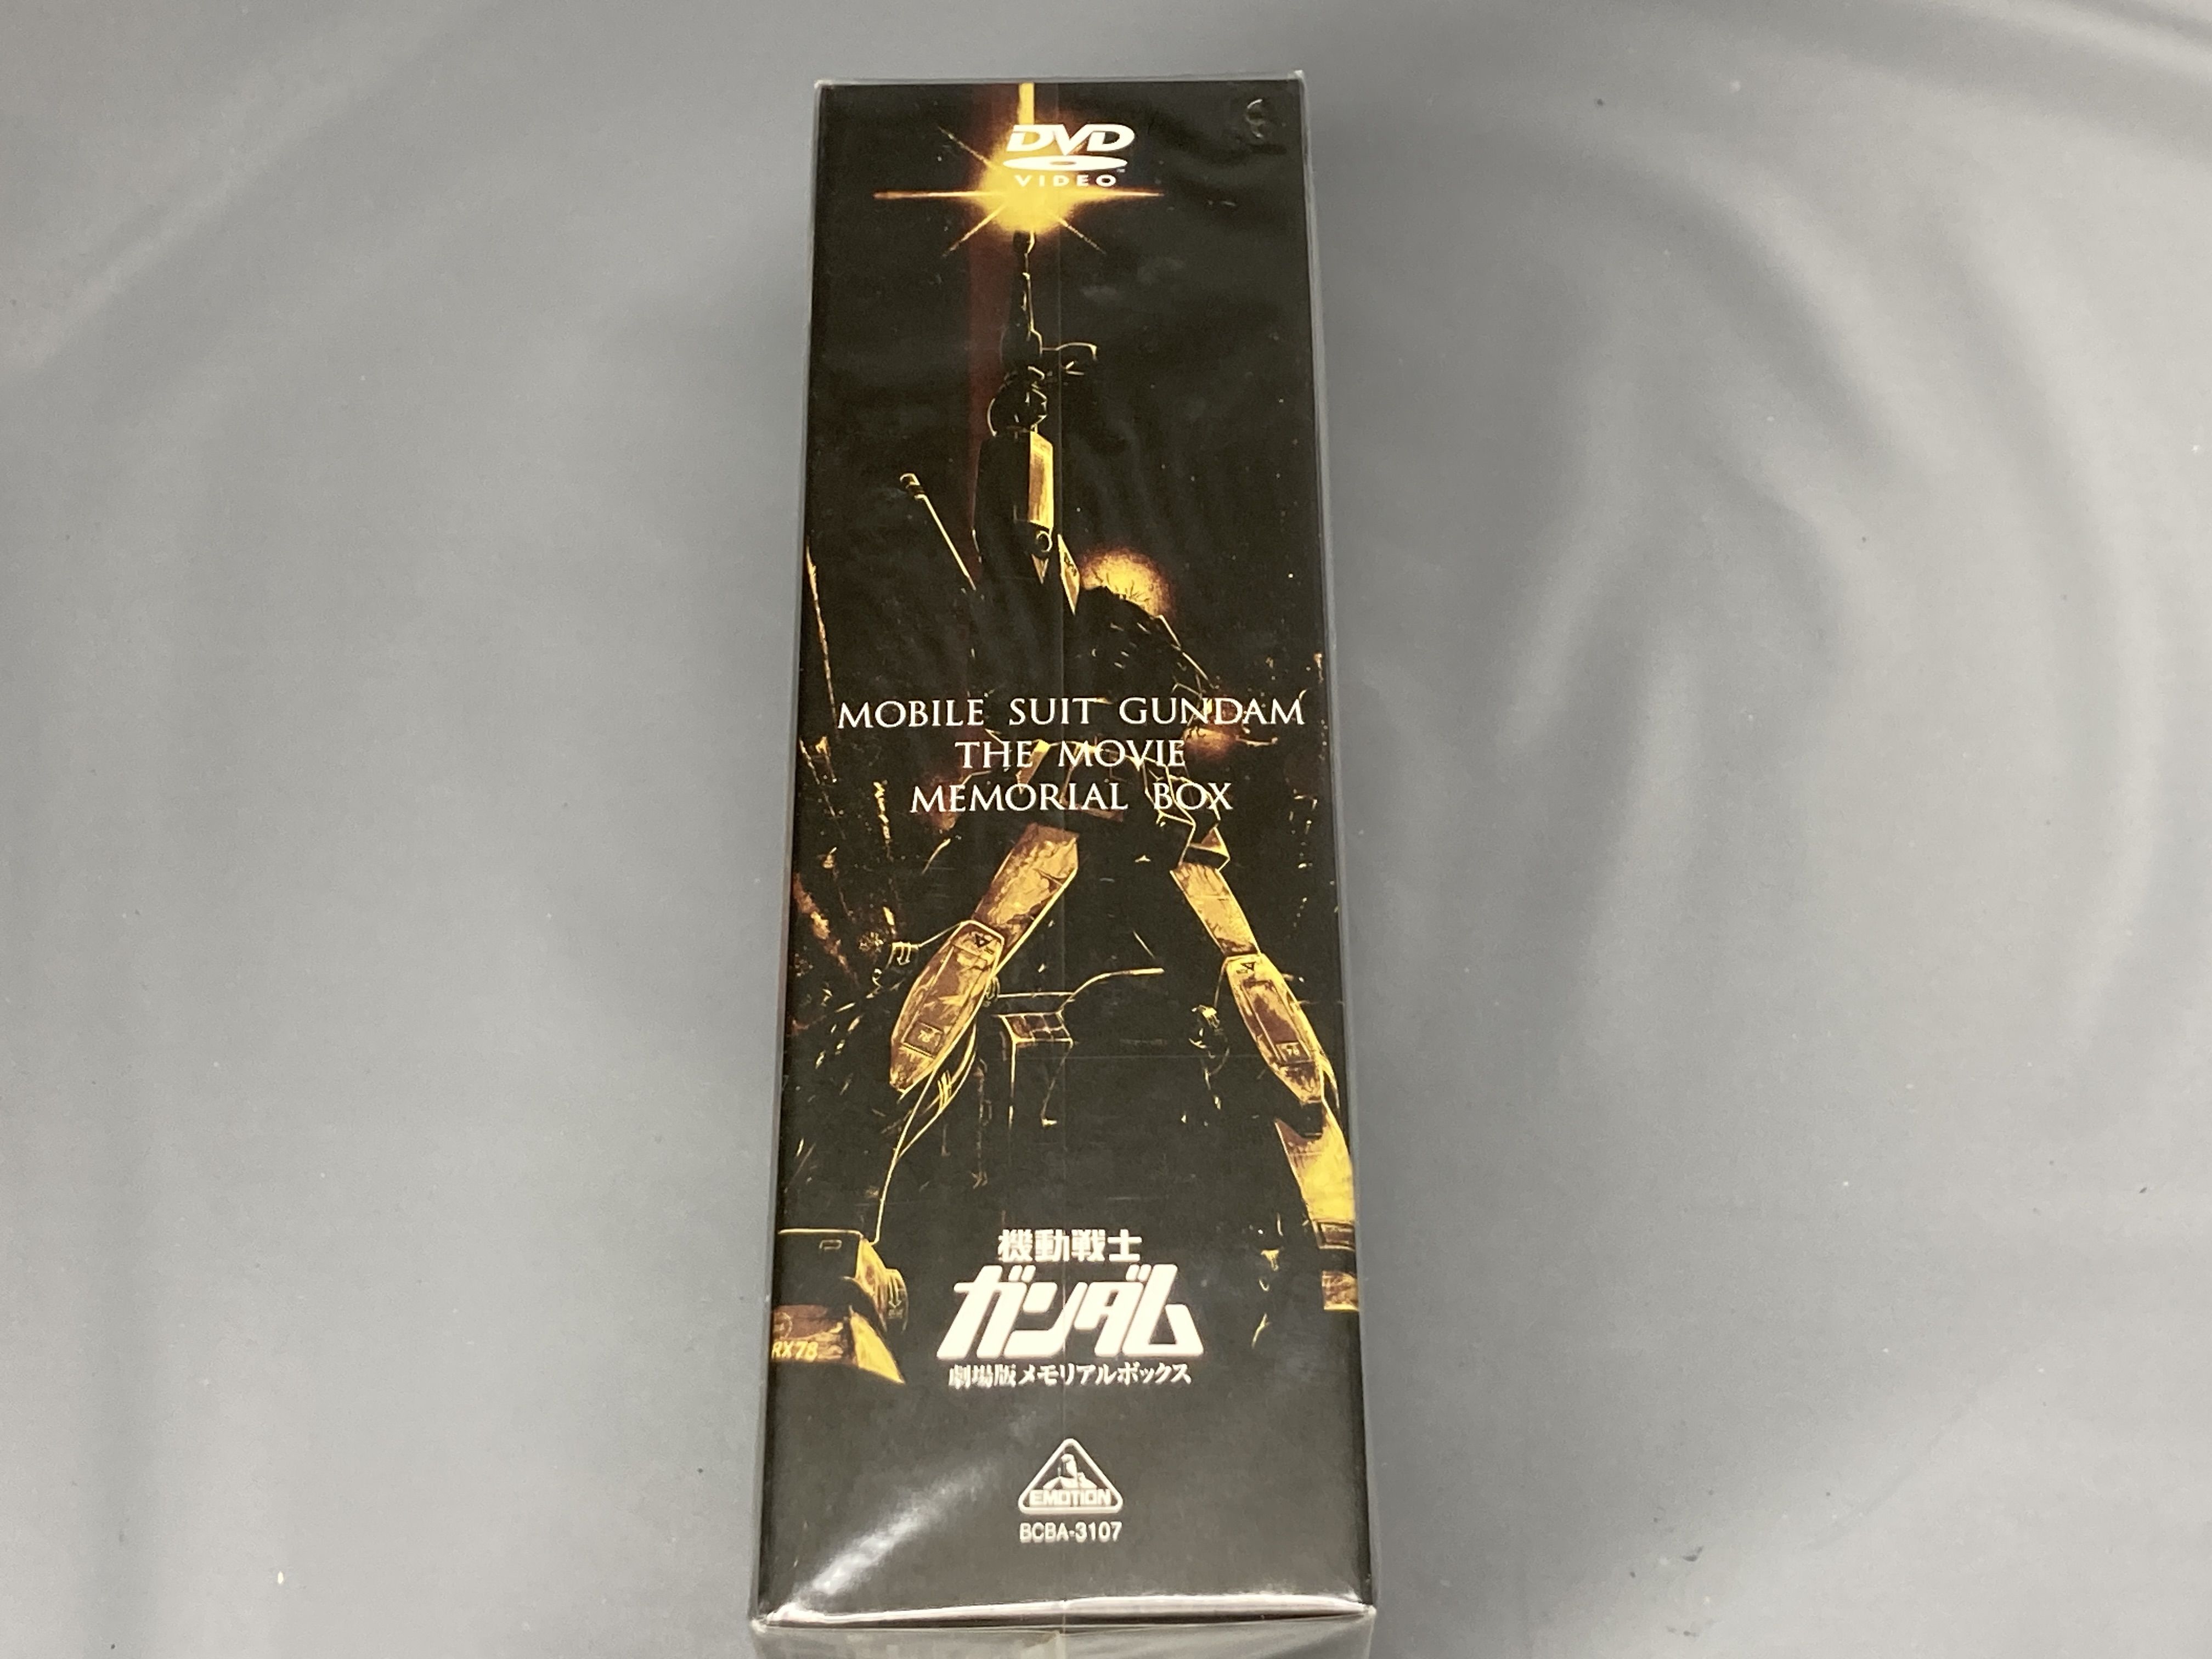 DVD
VIDEO
MOBILE SUIT GUNDAM
THE MOVIE
MEMORIAL BOX
機動戦士
ガンダム
RX78
劇場版メモリアルボックス
EMOTION
BCBA-3107